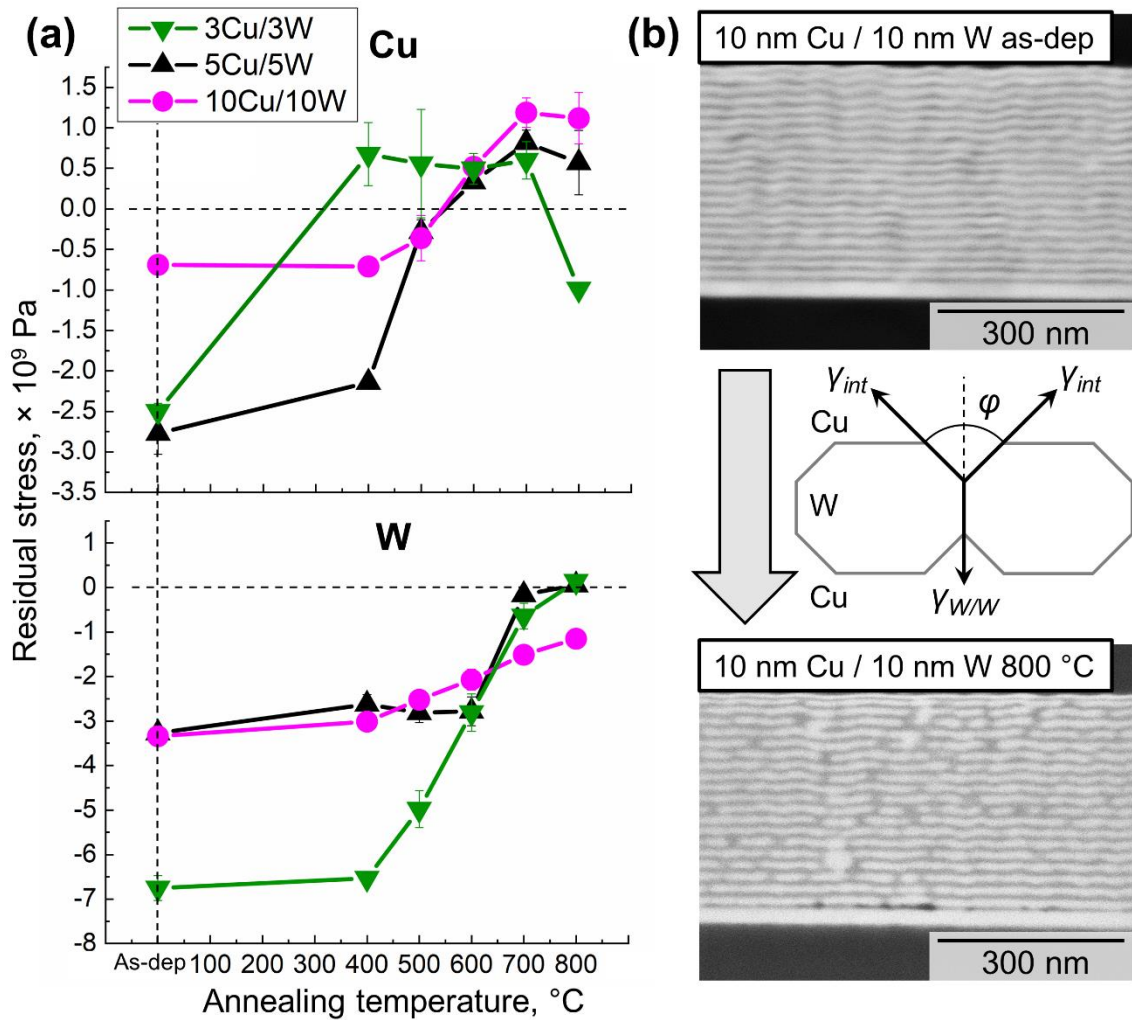 (a)
3Cu/3W
5Cu/5W
10Cu/10W
Cu
1.5
1.0
0.5
0.0
-0.5
-1.0
-1.5
-2.0
-2.5
-3.0
-3.5
W
1
0
-1
-2
-3
-4
-5
-6
-7
-8
Residual stress, × 10⁹ Pa
As-dep 100 200 300 400 500 600 700 800
Annealing temperature, °C
(b)
10 nm Cu / 10 nm W as-dep
300 nm
γint γint
φ
Cu
W
Cu
γW/W
10 nm Cu / 10 nm W 800 °C
300 nm